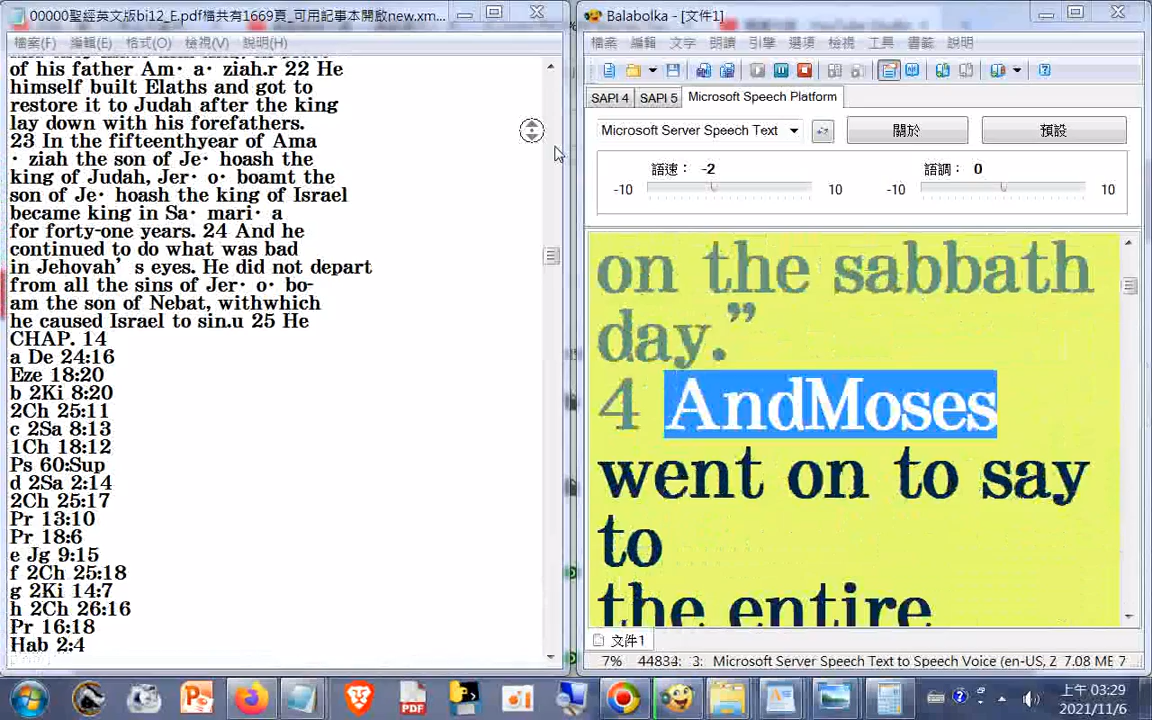 00000聖經英文版bi12_E.pdf檔共有1669頁_可用記事本開啟new.xm...
檔案(F) 編輯(E) 格式(O) 檢視(V) 說明(H)
of his father Am· a· ziah.r 22 He
himself built Elaths and got to
restore it to Judah after the king
lay down with his forefathers.
23 In the fifteenthyear of Ama
· ziah the son of Je· hoash the
king of Judah, Jer· o· boamt the
son of Je· hoash the king of Israel
became king in Sa· mari· a
for forty-one years. 24 And he
continued to do what was bad
in Jehovah’s eyes. He did not depart
from all the sins of Jer· o· bo-
am the son of Nebat, withwhich
he caused Israel to sin.u 25 He
CHAP. 14
a De 24:16
Eze 18:20
b 2Ki 8:20
2Ch 25:11
c 2Sa 8:13
1Ch 18:12
Ps 60:Sup
d 2Sa 2:14
2Ch 25:17
Pr 13:10
Pr 18:6
e Jg 9:15
f 2Ch 25:18
g 2Ki 14:7
h 2Ch 26:16
Pr 16:18
Hab 2:4
Balabolka - [文件1]
檔案 編輯 文字 朗讀 引擎 選項 檢視 工具 書籤 說明
SAPI 4 SAPI 5 Microsoft Speech Platform
Microsoft Server Speech Text 關於 預設
語速： -2 語調： 0
-10 10 -10 10
on the sabbath
day.”
4 AndMoses
went on to say
to
the entire
文件1
7% 44834: 3: Microsoft Server Speech Text to Speech Voice (en-US, Z 7.08 MB 7
PDF
上午 03:29
2021/11/6